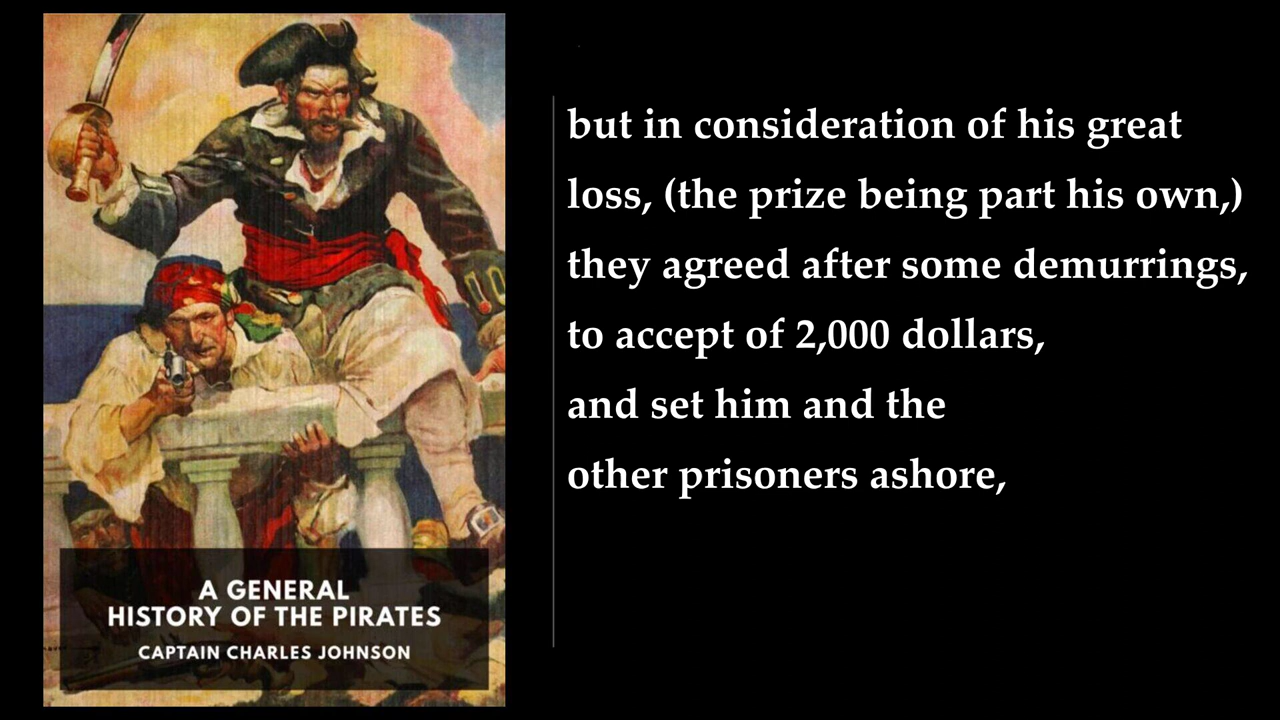 but in consideration of his great
loss, (the prize being part his own,)
they agreed after some demurrings,
to accept of 2,000 dollars,
and set him and the
other prisoners ashore,
A GENERAL
HISTORY OF THE PIRATES
CAPTAIN CHARLES JOHNSON